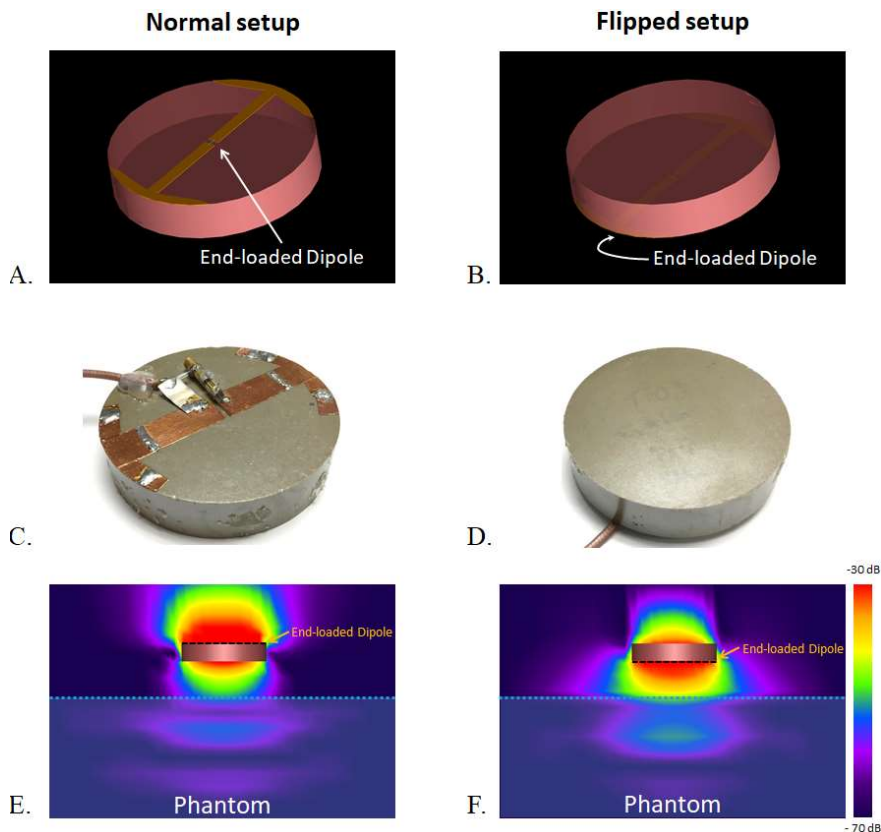 Normal setup
Flipped setup
End-loaded Dipole
A.
End-loaded Dipole
B.
C.
D.
-30 dB
End-loaded Dipole
End-loaded Dipole
Phantom
E.
Phantom
F.
- 70 dB